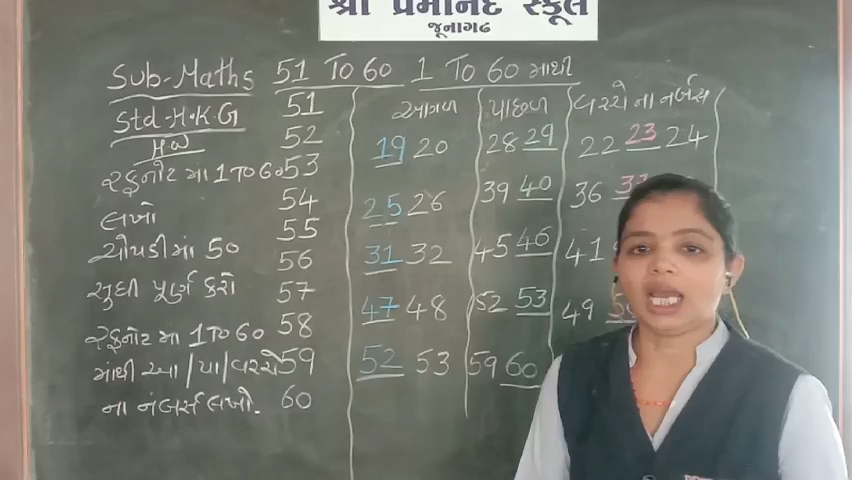 શ્રી પ્રેમાનંદ સ્કૂલ
જૂનાગઢ
Sub-Maths 51 TO 60 1 TO 60 માંથી
Std-H.K.G
H.W
રફનોટ માં 1 TO 60
લખો
ચોપડીમાં 50
સુધી પૂર્ણ કરો
રફનોટ માં 1 TO 60
માંથી આ/પા/વચ્ચે
ના નંબર્સ લખો.
51
52
53
54
55
56
57
58
59
60
આગળ
19 20
25 26
31 32
47 48
52 53
પાછળ
28 29
39 40
45 46
52 53
59 60
વચ્ચે ના નંબર્સ
22 23 24
36
41
49